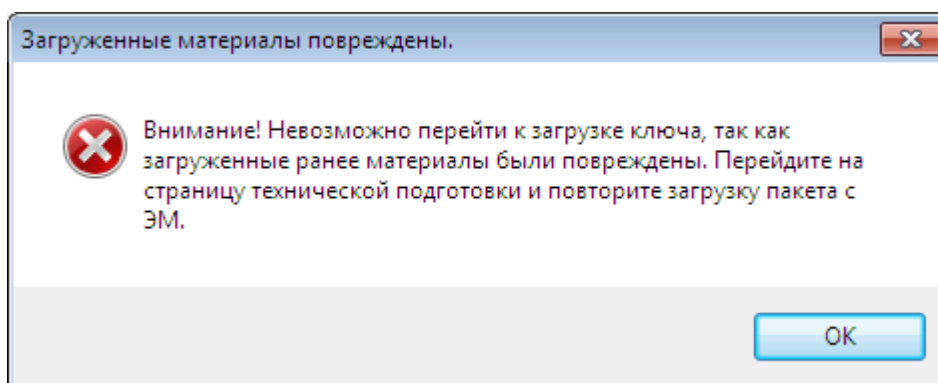 Загруженные материалы повреждены.
Внимание! Невозможно перейти к загрузке ключа, так как
загруженные ранее материалы были повреждены. Перейдите на
страницу технической подготовки и повторите загрузку пакета с
ЭМ.
OK